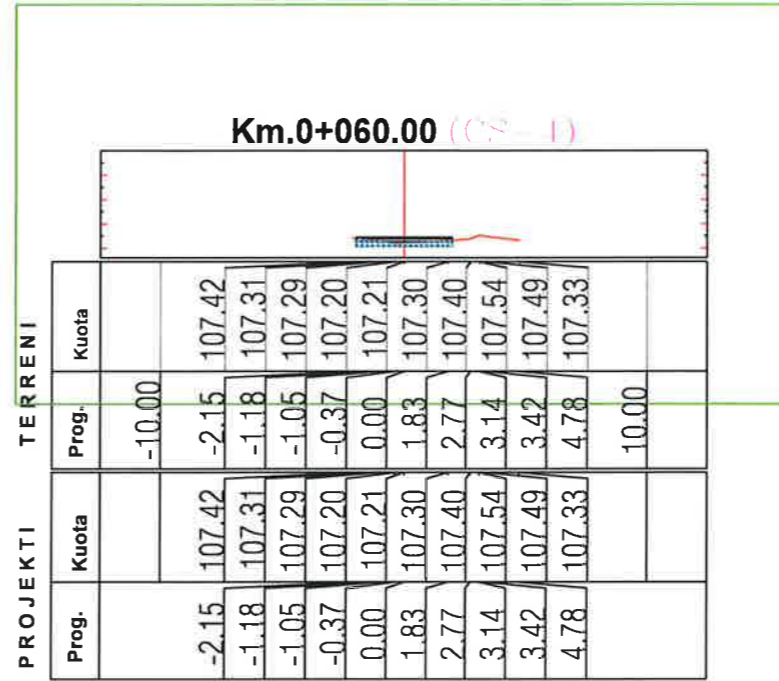 Km.0+060.00 (CS - 1)
TERRENI
Kuota 107.42 107.31 107.29 107.20 107.21 107.30 107.40 107.54 107.49 107.33
Prog. -10.00 -2.15 -1.18 -1.05 -0.37 0.00 1.83 2.77 3.14 3.42 4.78 10.00
PROJEKTI
Kuota 107.42 107.31 107.29 107.20 107.21 107.30 107.40 107.54 107.49 107.33
Prog. -2.15 -1.18 -1.05 -0.37 0.00 1.83 2.77 3.14 3.42 4.78